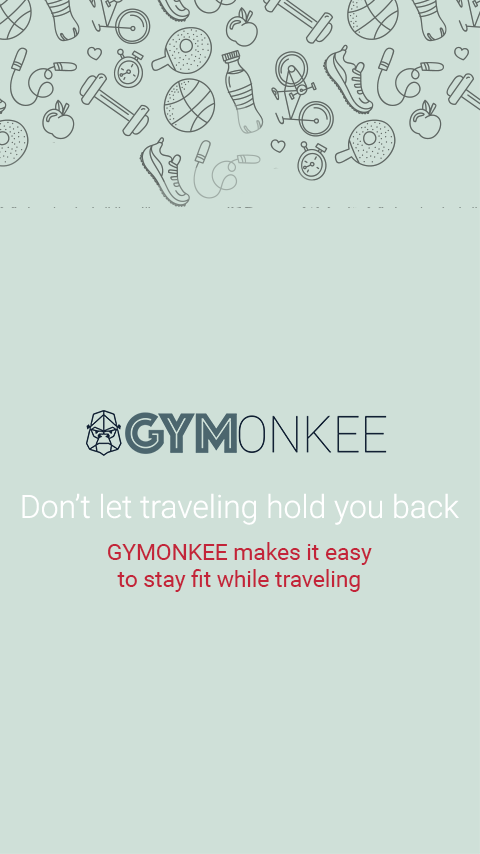 GYMONKEE
Don’t let traveling hold you back
GYMONKEE makes it easy
to stay fit while traveling